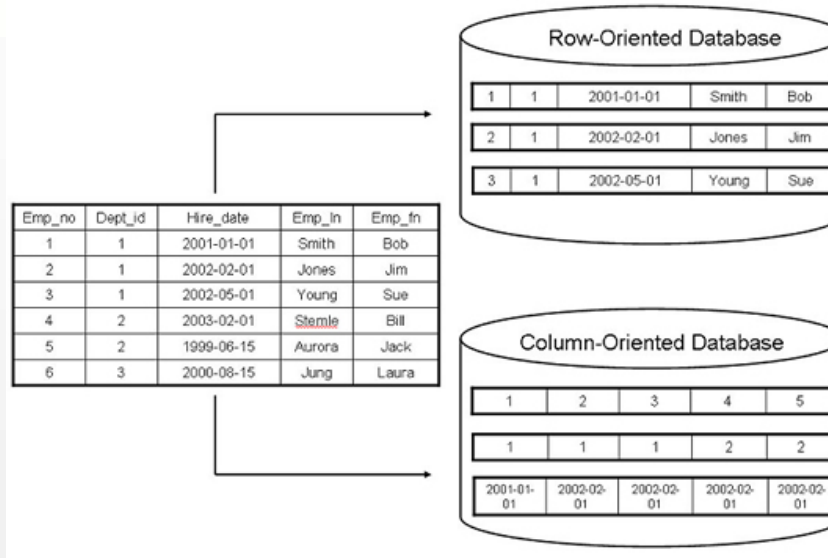 Row-Oriented Database
1 1 2001-01-01 Smith Bob
2 1 2002-02-01 Jones Jim
3 1 2002-05-01 Young Sue
Emp_no Dept_id Hire_date Emp_ln Emp_fn
1 1 2001-01-01 Smith Bob
2 1 2002-02-01 Jones Jim
3 1 2002-05-01 Young Sue
4 2 2003-02-01 Stemle Bill
5 2 1999-06-15 Aurora Jack
6 3 2000-08-15 Jung Laura
Column-Oriented Database
1 2 3 4 5
1 1 1 2 2
2001-01- 2002-02- 2002-02- 2002-02- 2002-02-
01 01 01 01 01